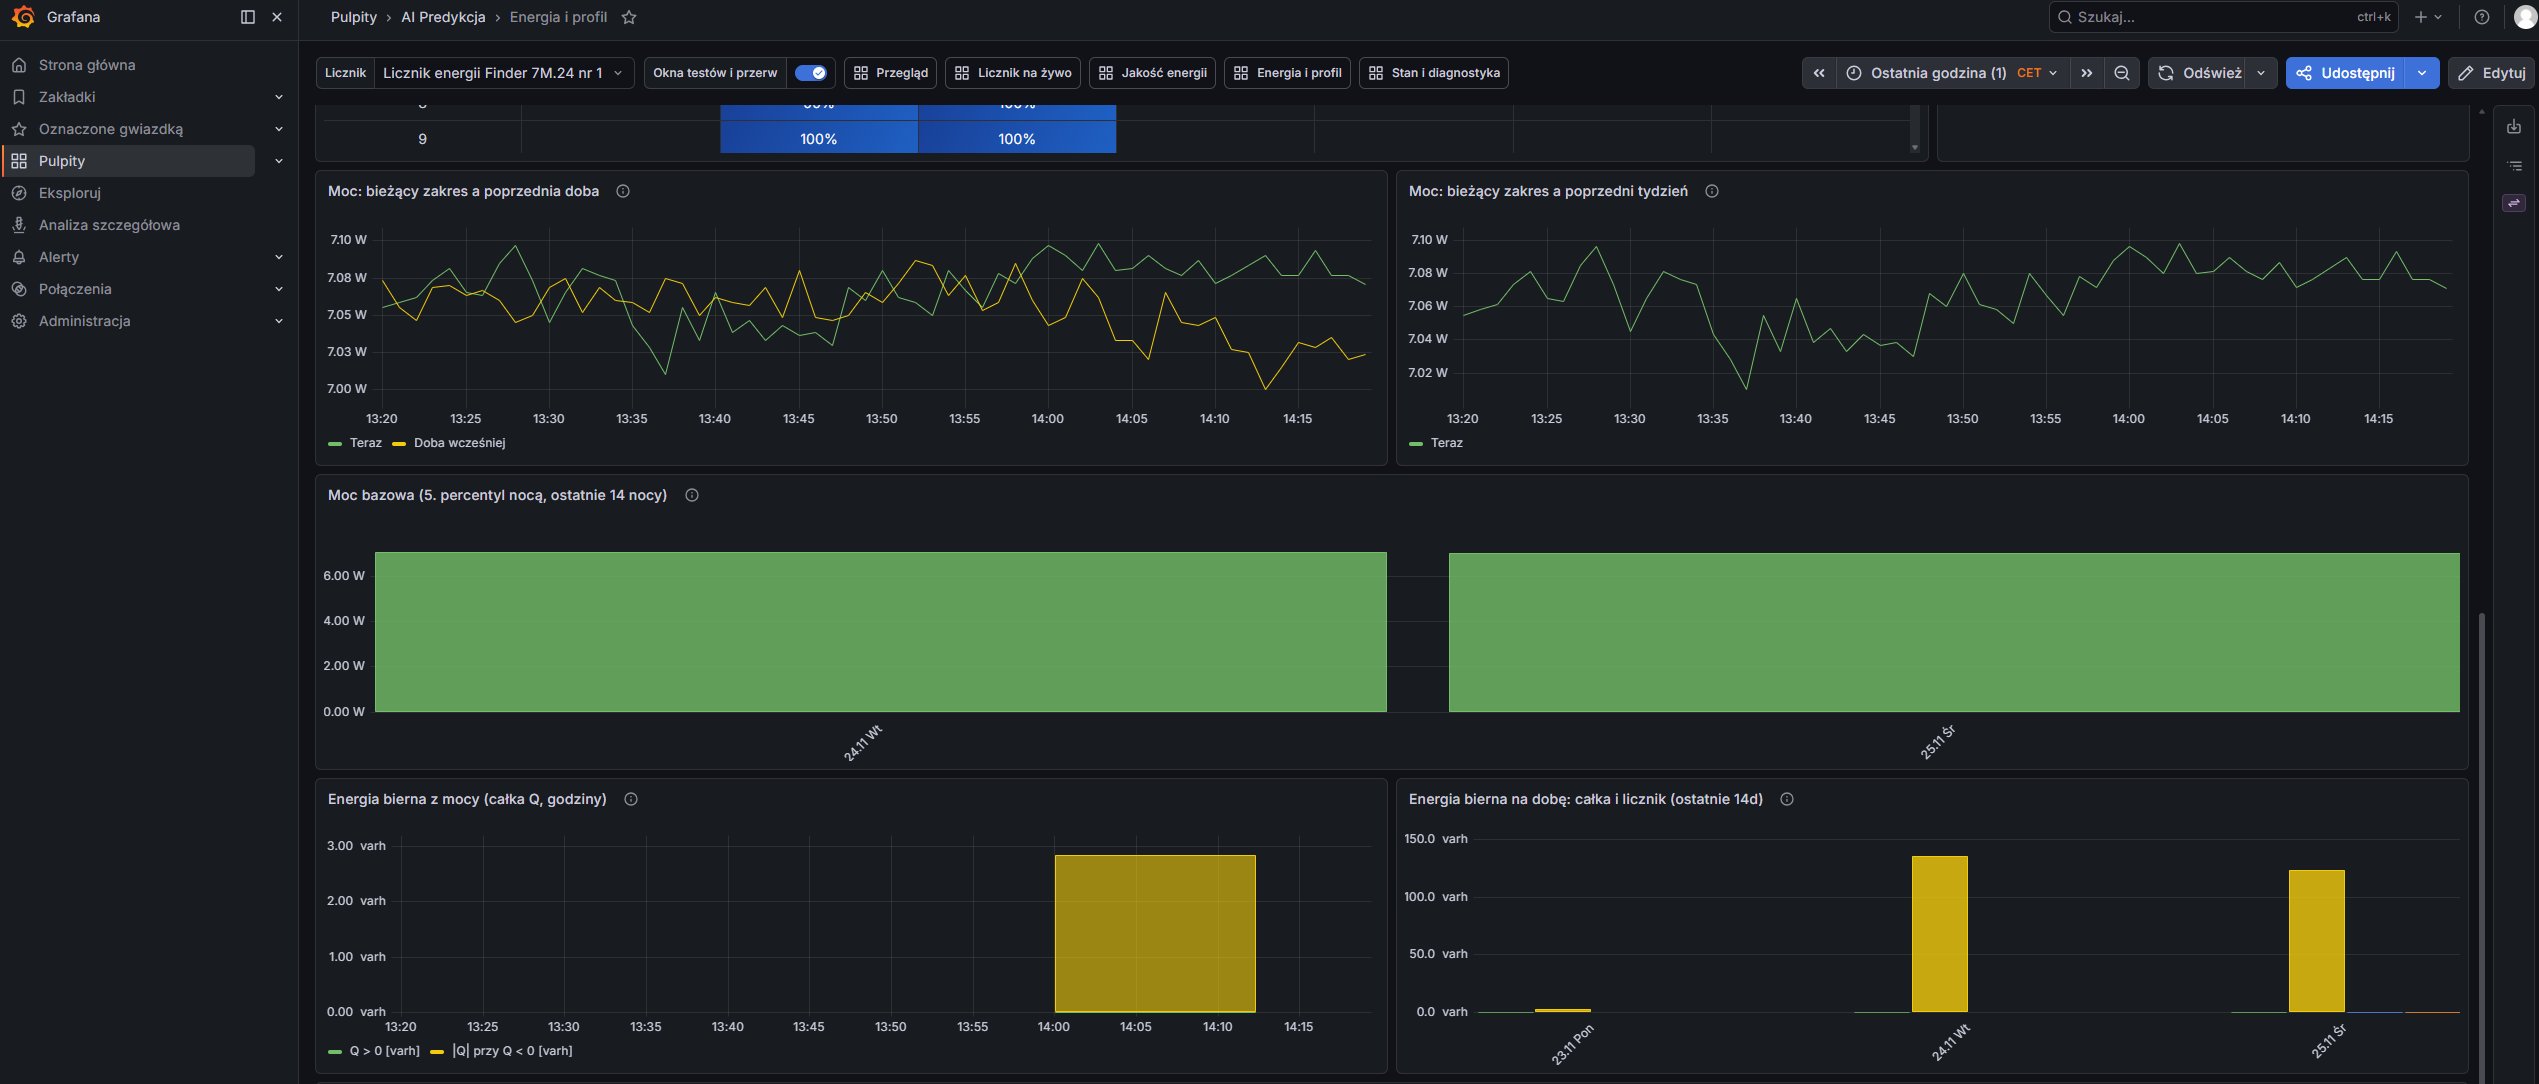 Grafana
Pulpity › AI Predykcja › Energia i profil
Szukaj... ctrl+k
Strona główna
Zakładki
Oznaczone gwiazdką
Pulpity
Eksploruj
Analiza szczegółowa
Alerty
Połączenia
Administracja
Licznik Licznik energii Finder 7M.24 nr 1 Okna testów i przerw Przegląd Licznik na żywo Jakość energii Energia i profil Stan i diagnostyka Ostatnia godzina (1) CET Odśwież Udostępnij Edytuj
9 100% 100%
Moc: bieżący zakres a poprzednia doba
7.10 W
7.08 W
7.05 W
7.03 W
7.00 W
13:20 13:25 13:30 13:35 13:40 13:45 13:50 13:55 14:00 14:05 14:10 14:15
Teraz Doba wcześniej
Moc: bieżący zakres a poprzedni tydzień
7.10 W
7.08 W
7.06 W
7.04 W
7.02 W
13:20 13:25 13:30 13:35 13:40 13:45 13:50 13:55 14:00 14:05 14:10 14:15
Teraz
Moc bazowa (5. percentyl nocą, ostatnie 14 nocy)
6.00 W
4.00 W
2.00 W
0.00 W
24.11 Wt 25.11 Śr
Energia bierna z mocy (całka Q, godziny)
3.00 varh
2.00 varh
1.00 varh
0.00 varh
13:20 13:25 13:30 13:35 13:40 13:45 13:50 13:55 14:00 14:05 14:10 14:15
Q > 0 [varh] |Q| przy Q < 0 [varh]
Energia bierna na dobę: całka i licznik (ostatnie 14d)
150.0 varh
100.0 varh
50.0 varh
0.0 varh
23.11 Pon 24.11 Wt 25.11 Śr